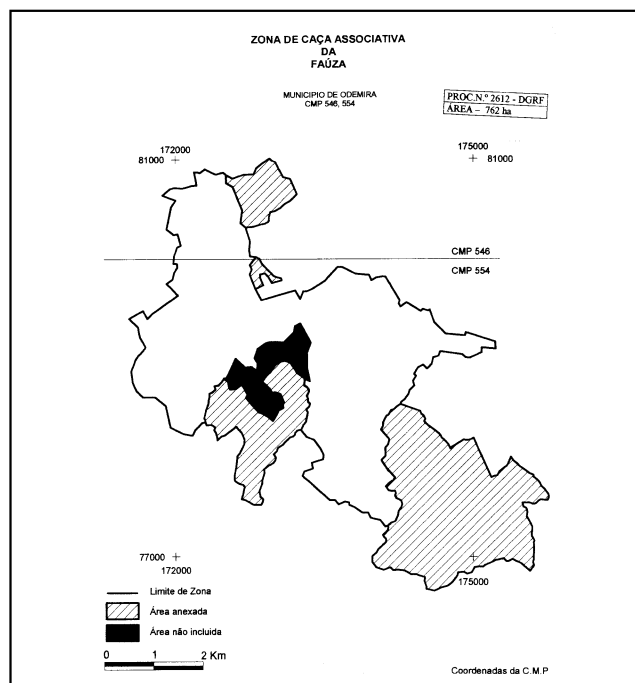 ZONA DE CAÇA ASSOCIATIVA
DA
FAÚZA
MUNICIPIO DE ODEMIRA
CMP 546, 554
PROC.N.º 2612 - DGRF
ÁREA – 762 ha
172000
81000
175000
81000
CMP 546
CMP 554
77000
172000
175000
Limite de Zona
Área anexada
Área não incluida
0 1 2 Km
Coordenadas da C.M.P